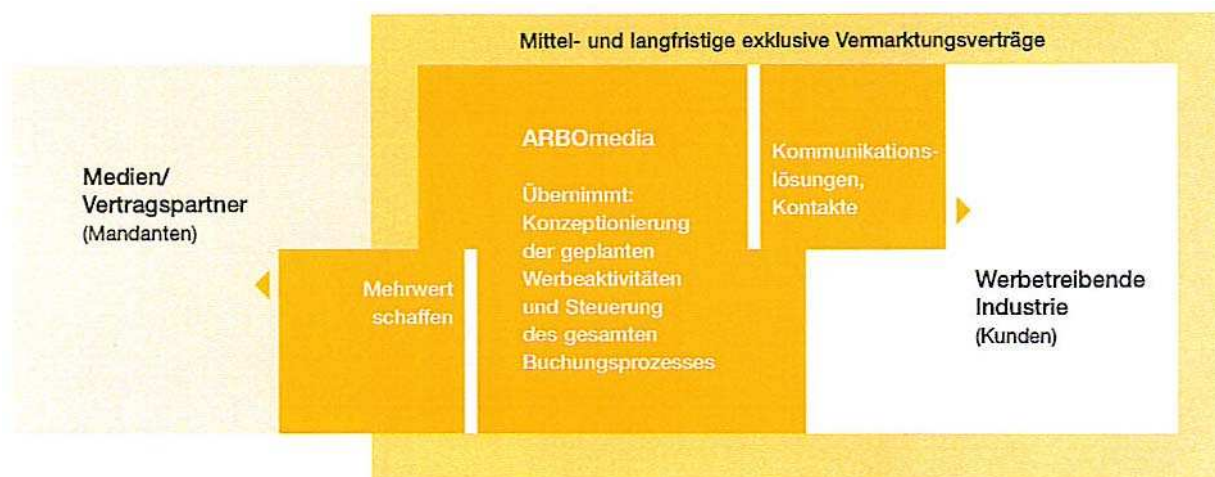 Mittel- und langfristige exklusive Vermarktungsverträge
Medien/
Vertragspartner
(Mandanten)
Mehrwert
schaffen
ARBOmedia
Übernimmt:
Konzeptionierung
der geplanten
Werbeaktivitäten
und Steuerung
des gesamten
Buchungsprozesses
Kommunikations-
lösungen,
Kontakte
Werbetreibende
Industrie
(Kunden)